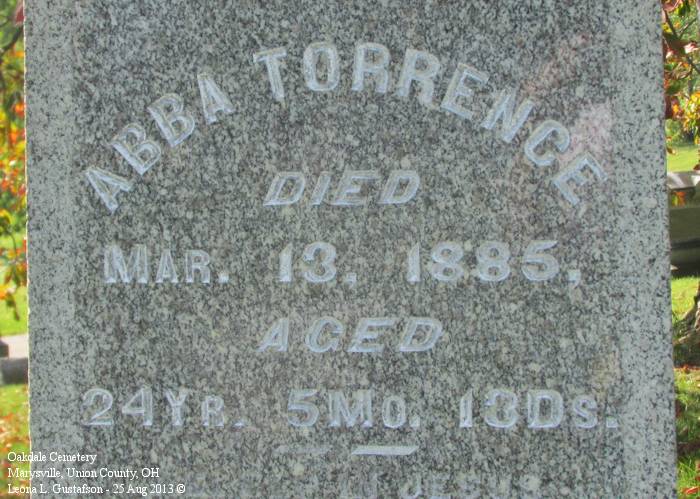 ABBA TORRENCE
DIED
MAR. 13, 1885,
AGED
24YR. 5MO. 13DS.
Oakdale Cemetery
Marysville, Union County, OH
Leona L. Gustafson - 25 Aug 2013 ©